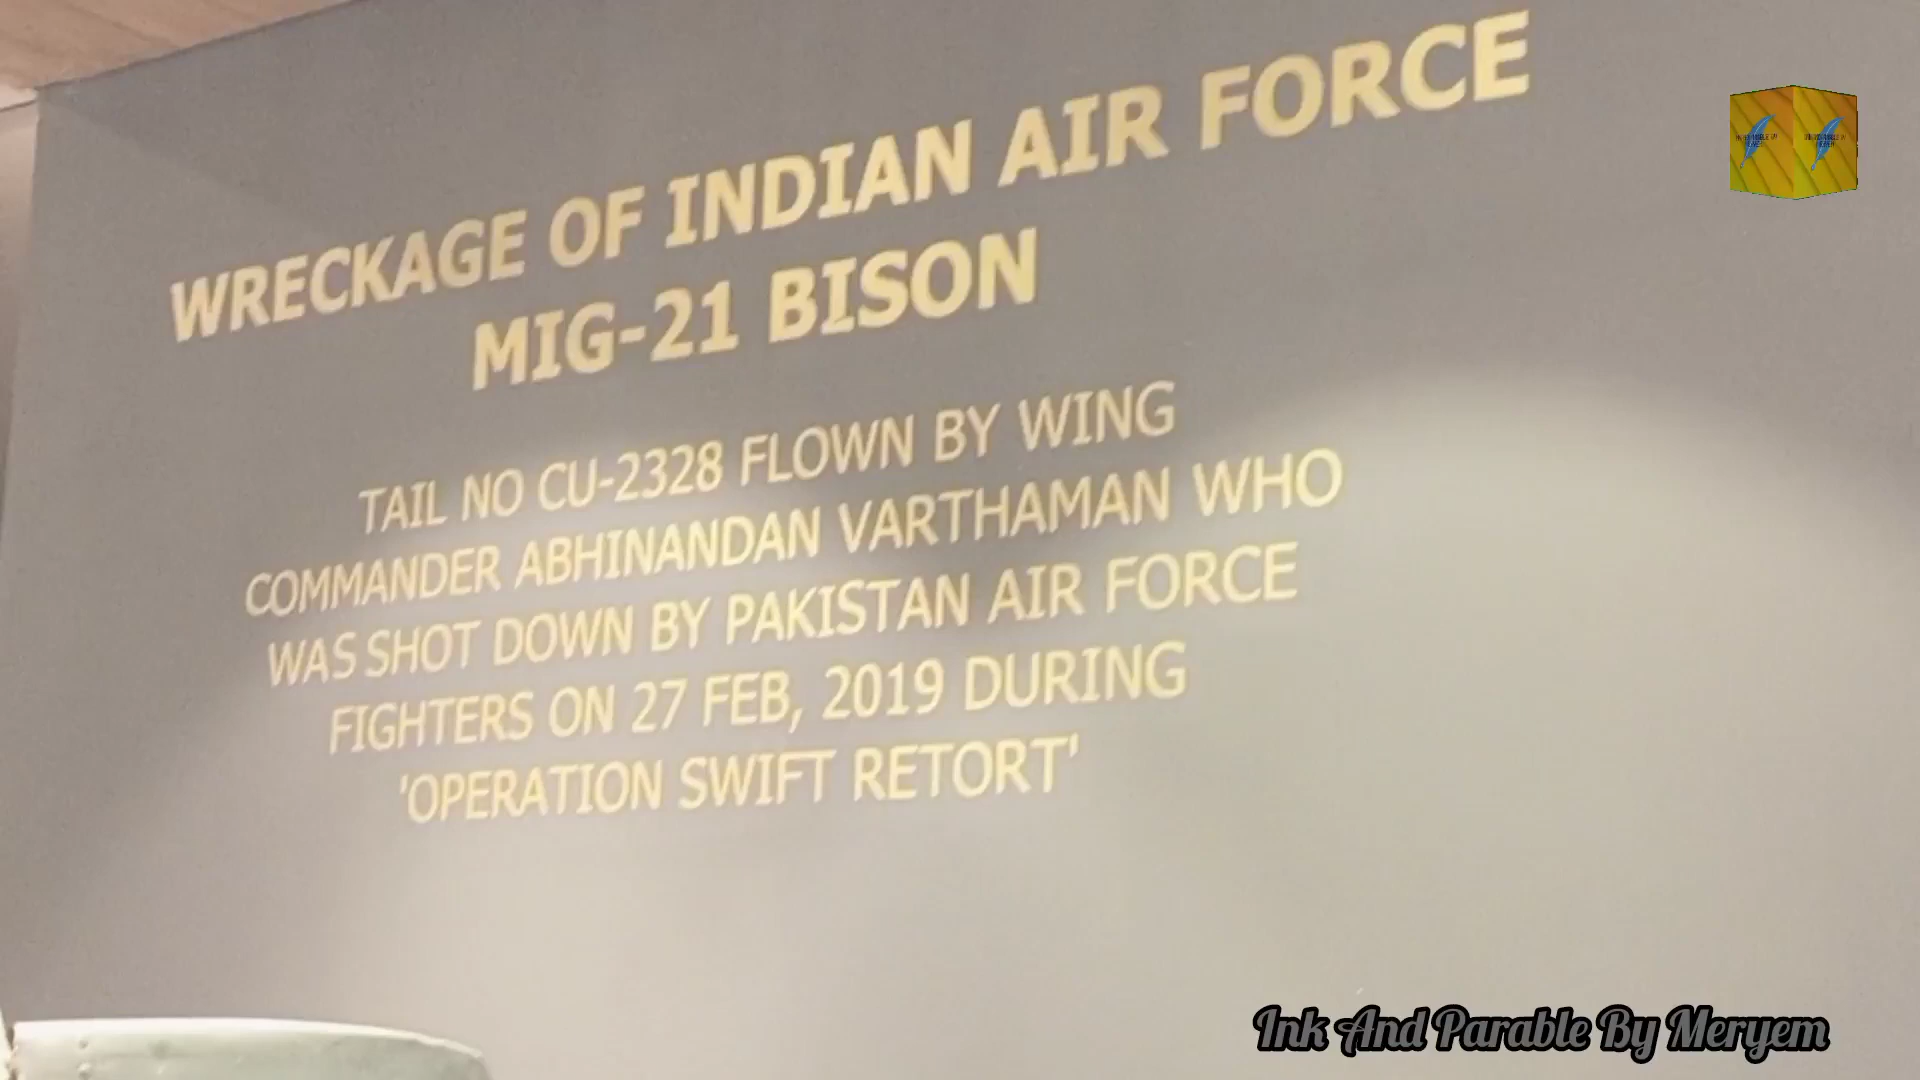 WRECKAGE OF INDIAN AIR FORCE
MIG-21 BISON
TAIL NO CU-2328 FLOWN BY WING
COMMANDER ABHINANDAN VARTHAMAN WHO
WAS SHOT DOWN BY PAKISTAN AIR FORCE
FIGHTERS ON 27 FEB, 2019 DURING
'OPERATION SWIFT RETORT'
Ink And Parable By Meryem